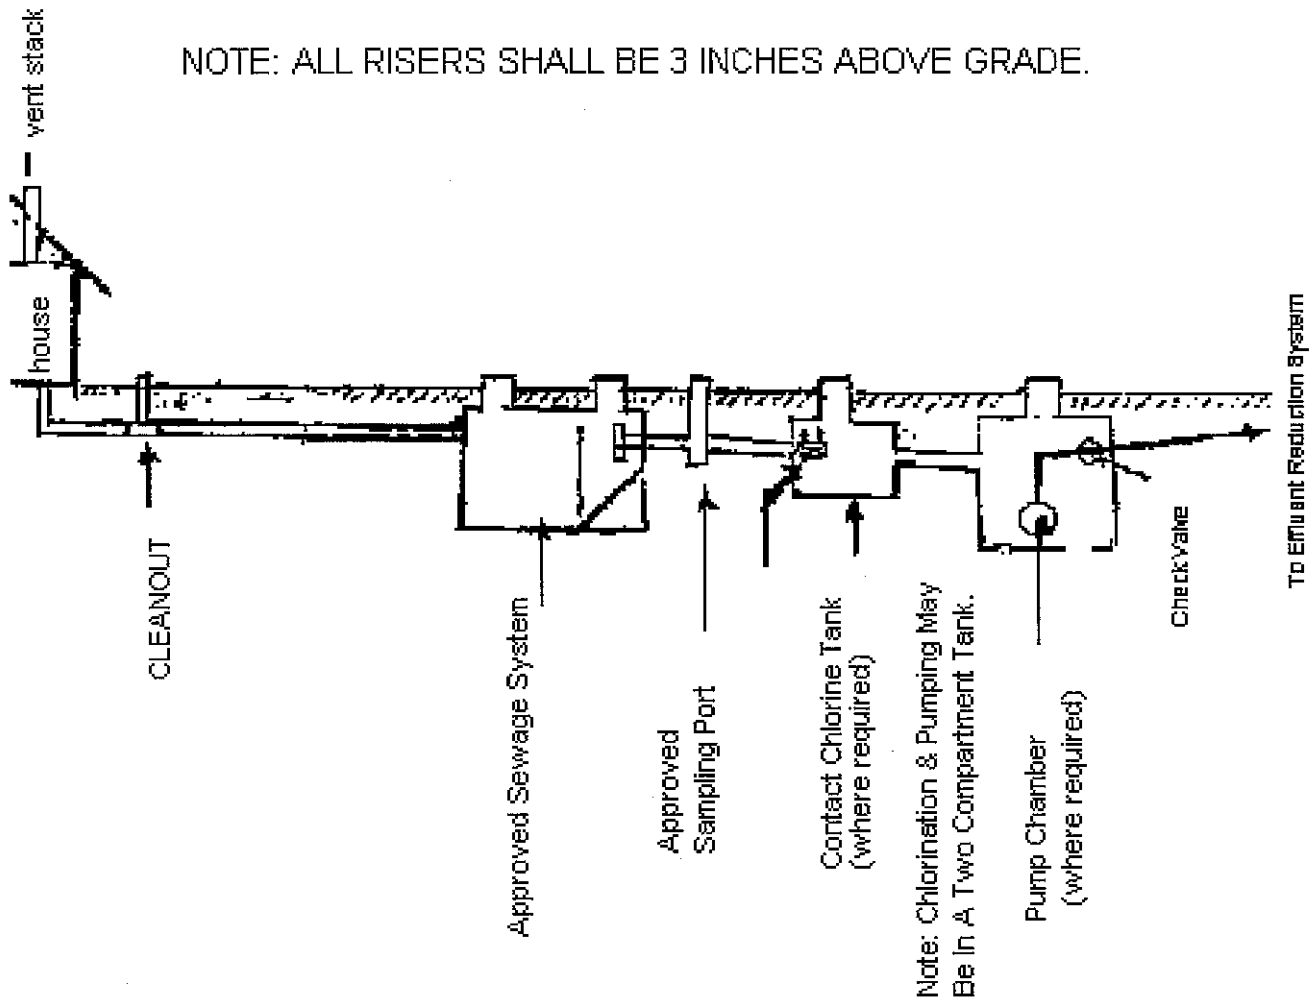 NOTE: ALL RISERS SHALL BE 3 INCHES ABOVE GRADE.
vent stack
house
CLEANOUT
Approved Sewage System
Approved
Sampling Port
Contact Chlorine Tank
(where required)
Note: Chlorination & Pumping May
Be In A Two Compartment Tank.
Pump Chamber
(where required)
Check Valve
To Effluent Reduction System